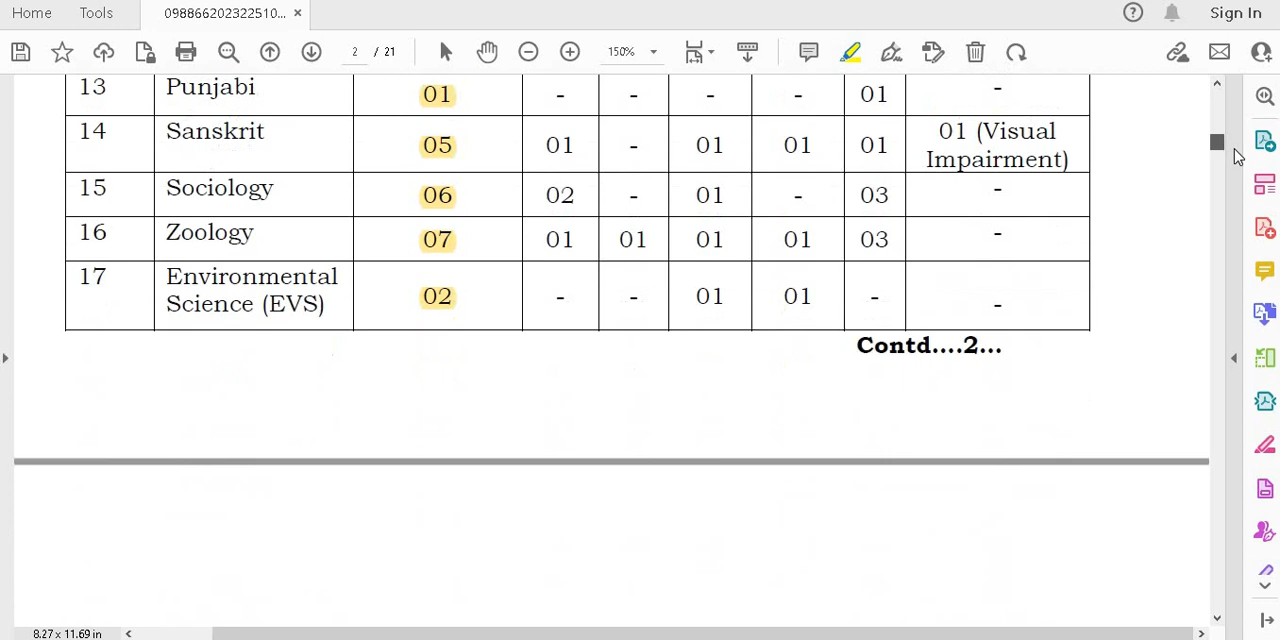 Home Tools 098866202322510... × Sign In
2 / 21 150%
13 Punjabi 01 - - - - 01 -
14 Sanskrit 05 01 - 01 01 01 01 (Visual
Impairment)
15 Sociology 06 02 - 01 - 03 -
16 Zoology 07 01 01 01 01 03 -
17 Environmental
Science (EVS) 02 - - 01 01 - -
Contd....2...
8.27 x 11.69 in